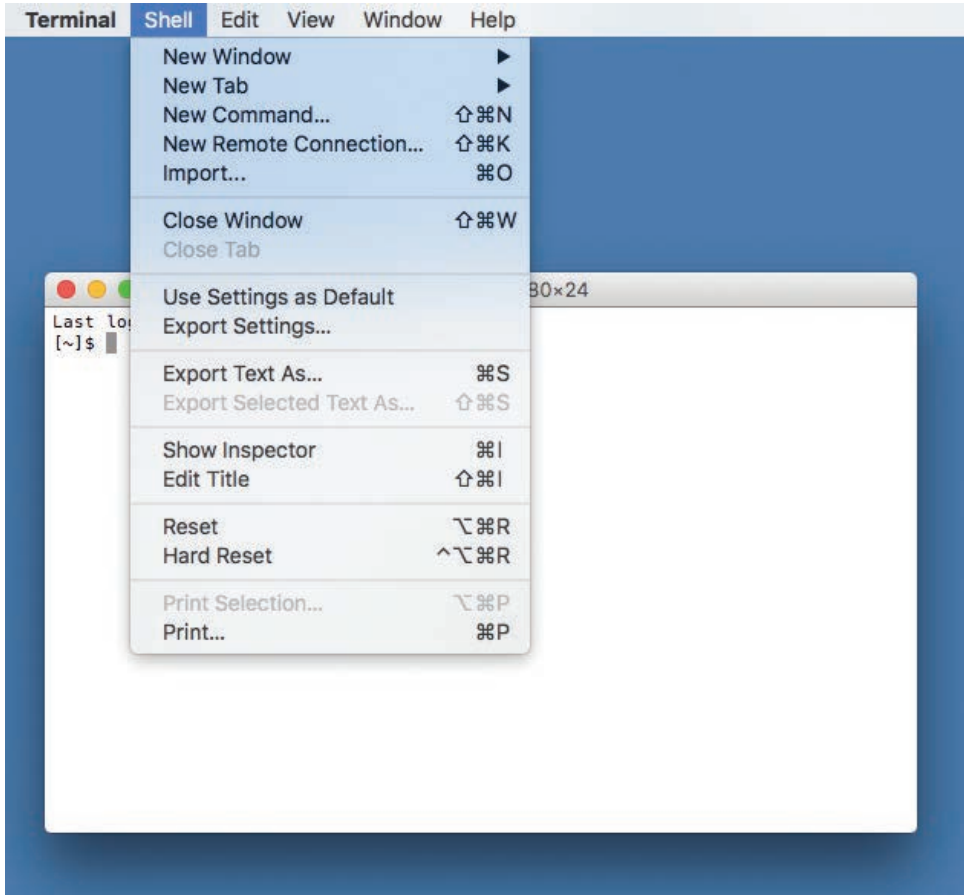 Terminal Shell Edit View Window Help
New Window ▶
New Tab ▶
New Command... ⇧⌘N
New Remote Connection... ⇧⌘K
Import... ⌘O
Close Window ⇧⌘W
Close Tab
80×24
Use Settings as Default
Last
Export Settings...
[~]$
Export Text As... ⌘S
Export Selected Text As... ⇧⌘S
Show Inspector ⌘I
Edit Title ⇧⌘I
Reset ⌥⌘R
Hard Reset ^⌥⌘R
Print Selection... ⌥⌘P
Print... ⌘P